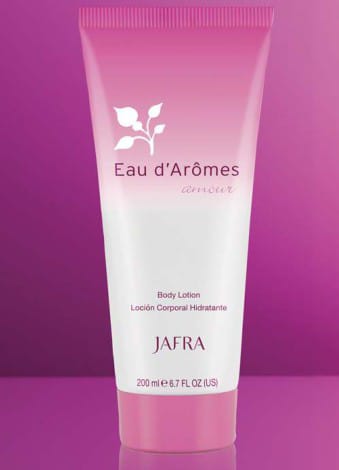 Eau d'Arômes
amour
Body Lotion
Loción Corporal Hidratante
JAFRA
200 ml e 6.7 FL OZ (US)